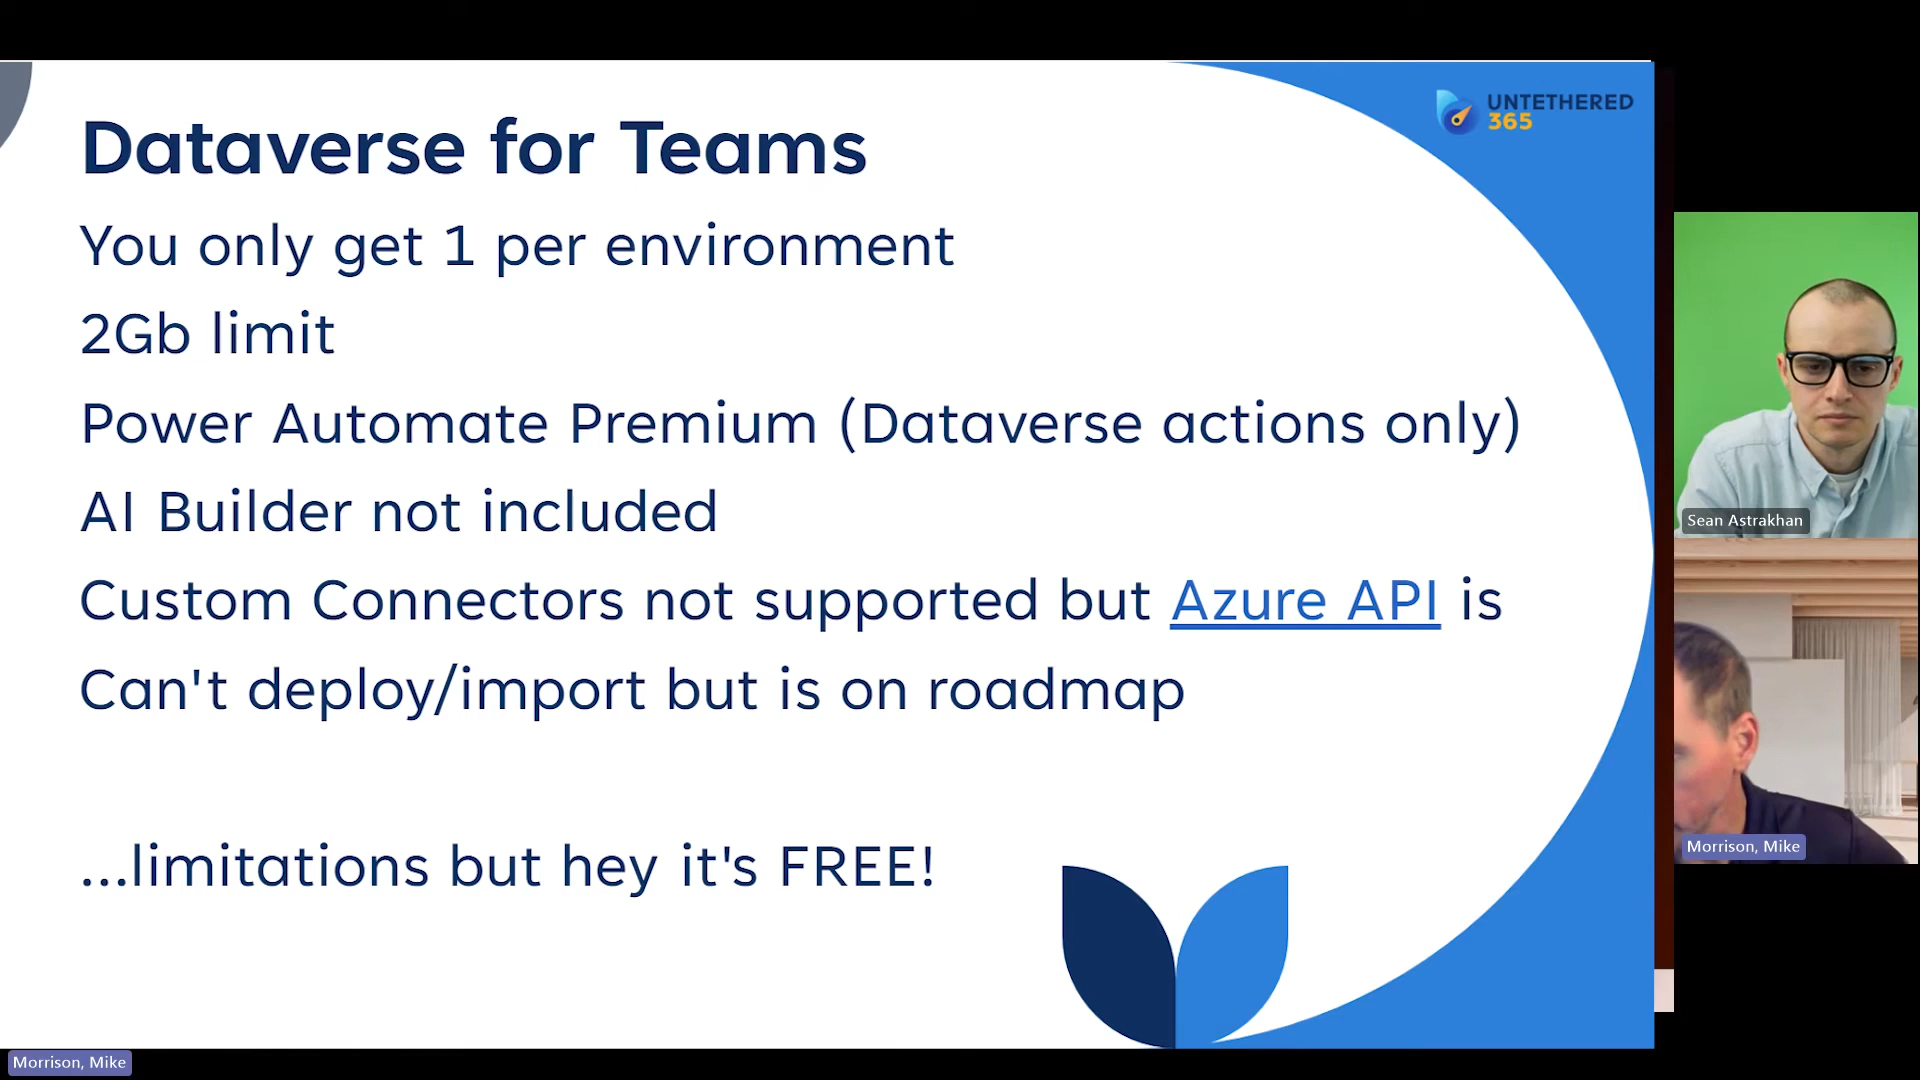 UNTETHERED
365
Dataverse for Teams
You only get 1 per environment
2Gb limit
Power Automate Premium (Dataverse actions only)
AI Builder not included
Custom Connectors not supported but Azure API is
Can't deploy/import but is on roadmap
...limitations but hey it's FREE!
Sean Astrakhan
Morrison, Mike
Morrison, Mike